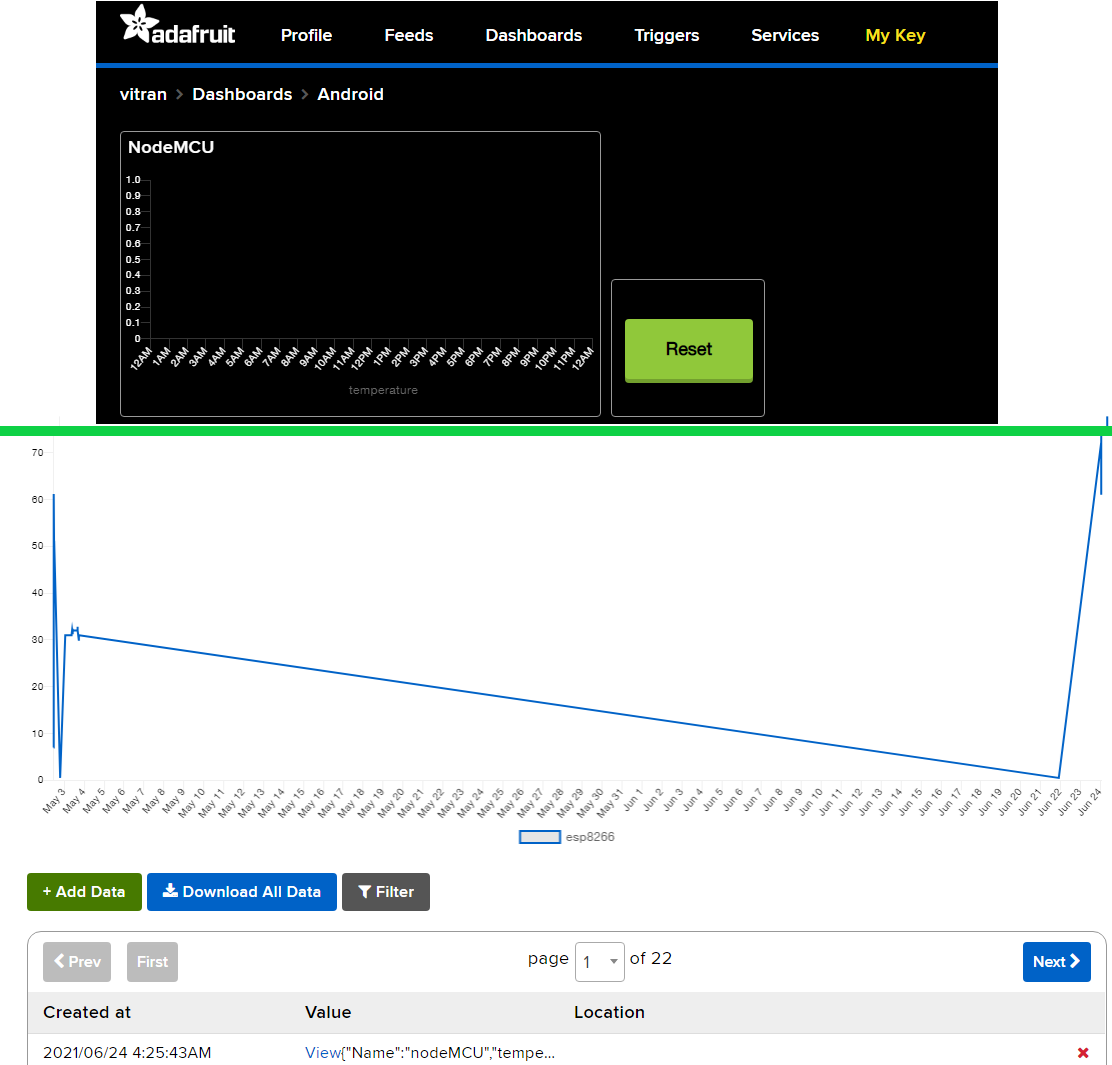 adafruit Profile Feeds Dashboards Triggers Services My Key
vitran > Dashboards > Android
NodeMCU
1.0
0.9
0.8
0.7
0.6
0.5
0.4
0.3
0.2
0.1
0
12AM 1AM 2AM 3AM 4AM 5AM 6AM 7AM 8AM 9AM 10AM 11AM 12PM 1PM 2PM 3PM 4PM 5PM 6PM 7PM 8PM 9PM 10PM 11PM 12AM
temperature
Reset
70
60
50
40
30
20
10
0
May 3 May 4 May 5 May 6 May 7 May 8 May 9 May 10 May 11 May 12 May 13 May 14 May 15 May 16 May 17 May 18 May 19 May 20 May 21 May 22 May 23 May 24 May 25 May 26 May 27 May 28 May 29 May 30 May 31 Jun 1 Jun 2 Jun 3 Jun 4 Jun 5 Jun 6 Jun 7 Jun 8 Jun 9 Jun 10 Jun 11 Jun 12 Jun 13 Jun 14 Jun 15 Jun 16 Jun 17 Jun 18 Jun 19 Jun 20 Jun 21 Jun 22 Jun 23 Jun 24
esp8266
+ Add Data Download All Data Filter
Prev First page 1 of 22 Next
Created at Value Location
2021/06/24 4:25:43AM View{"Name":"nodeMCU","tempe...